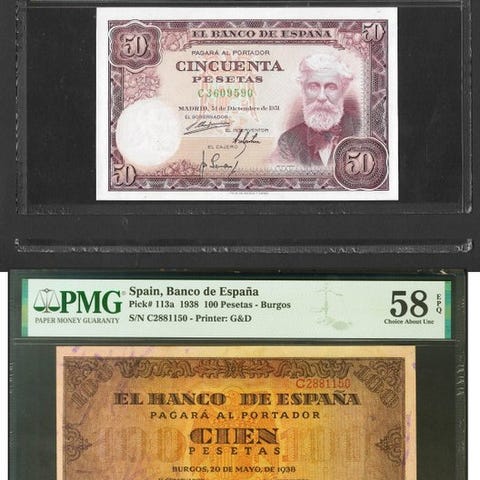 50
EL BANCO DE ESPAÑA
50
PAGARÁ AL PORTADOR
CINCUENTA
PESETAS
C3609590
MADRID, 31 de Diciembre de 1951
EL GOBERNADOR
EL INTERVENTOR
EL CAJERO
50
50
PMG
PAPER MONEY GUARANTY
Spain, Banco de España
Pick# 113a 1938 100 Pesetas - Burgos
S/N C2881150 - Printer: G&D
58 EPQ
Choice About Unc
100
C2881150
100
EL BANCO DE ESPAÑA
PAGARÁ AL PORTADOR
CIEN
PESETAS
BURGOS, 20 DE MAYO, DE 1938